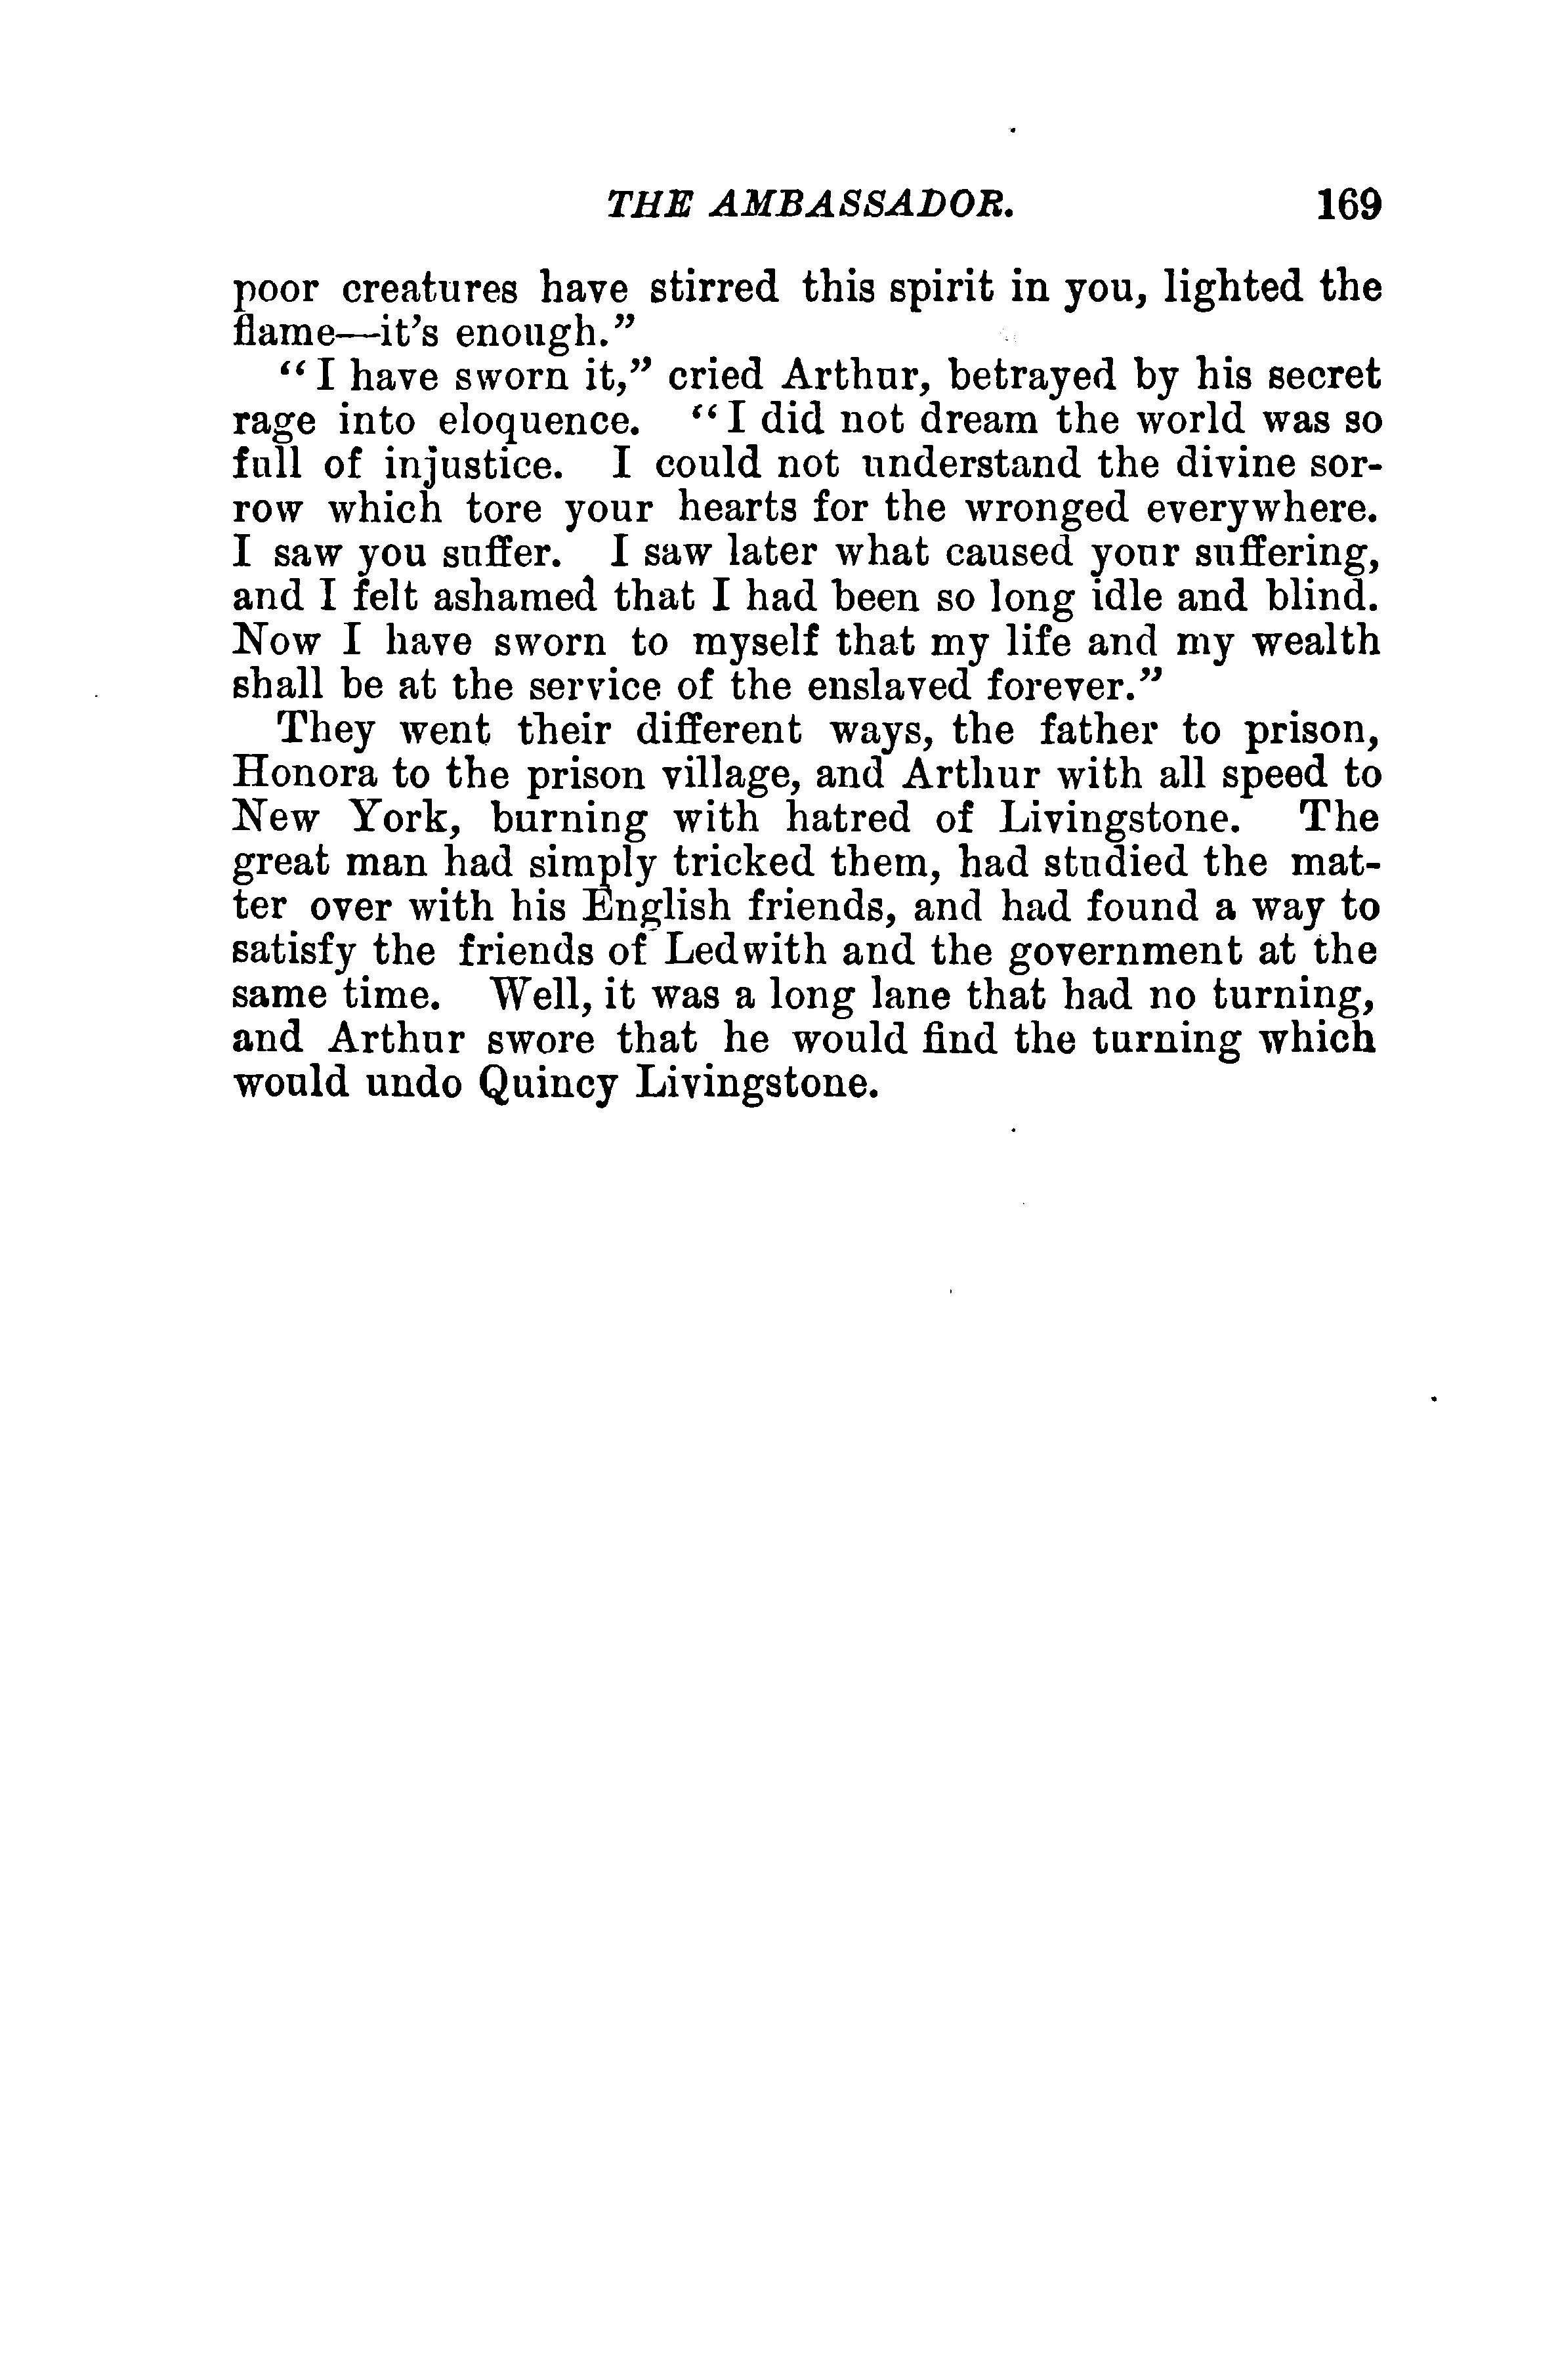 THE AMBASSADOR. 169
poor creatures have stirred this spirit in you, lighted the
flame—it's enough."
"I have sworn it," cried Arthur, betrayed by his secret
rage into eloquence. "I did not dream the world was so
full of injustice. I could not understand the divine sor-
row which tore your hearts for the wronged everywhere.
I saw you suffer. I saw later what caused your suffering,
and I felt ashamed that I had been so long idle and blind.
Now I have sworn to myself that my life and my wealth
shall be at the service of the enslaved forever."
They went their different ways, the father to prison,
Honora to the prison village, and Arthur with all speed to
New York, burning with hatred of Livingstone. The
great man had simply tricked them, had studied the mat-
ter over with his English friends, and had found a way to
satisfy the friends of Ledwith and the government at the
same time. Well, it was a long lane that had no turning,
and Arthur swore that he would find the turning which
would undo Quincy Livingstone.